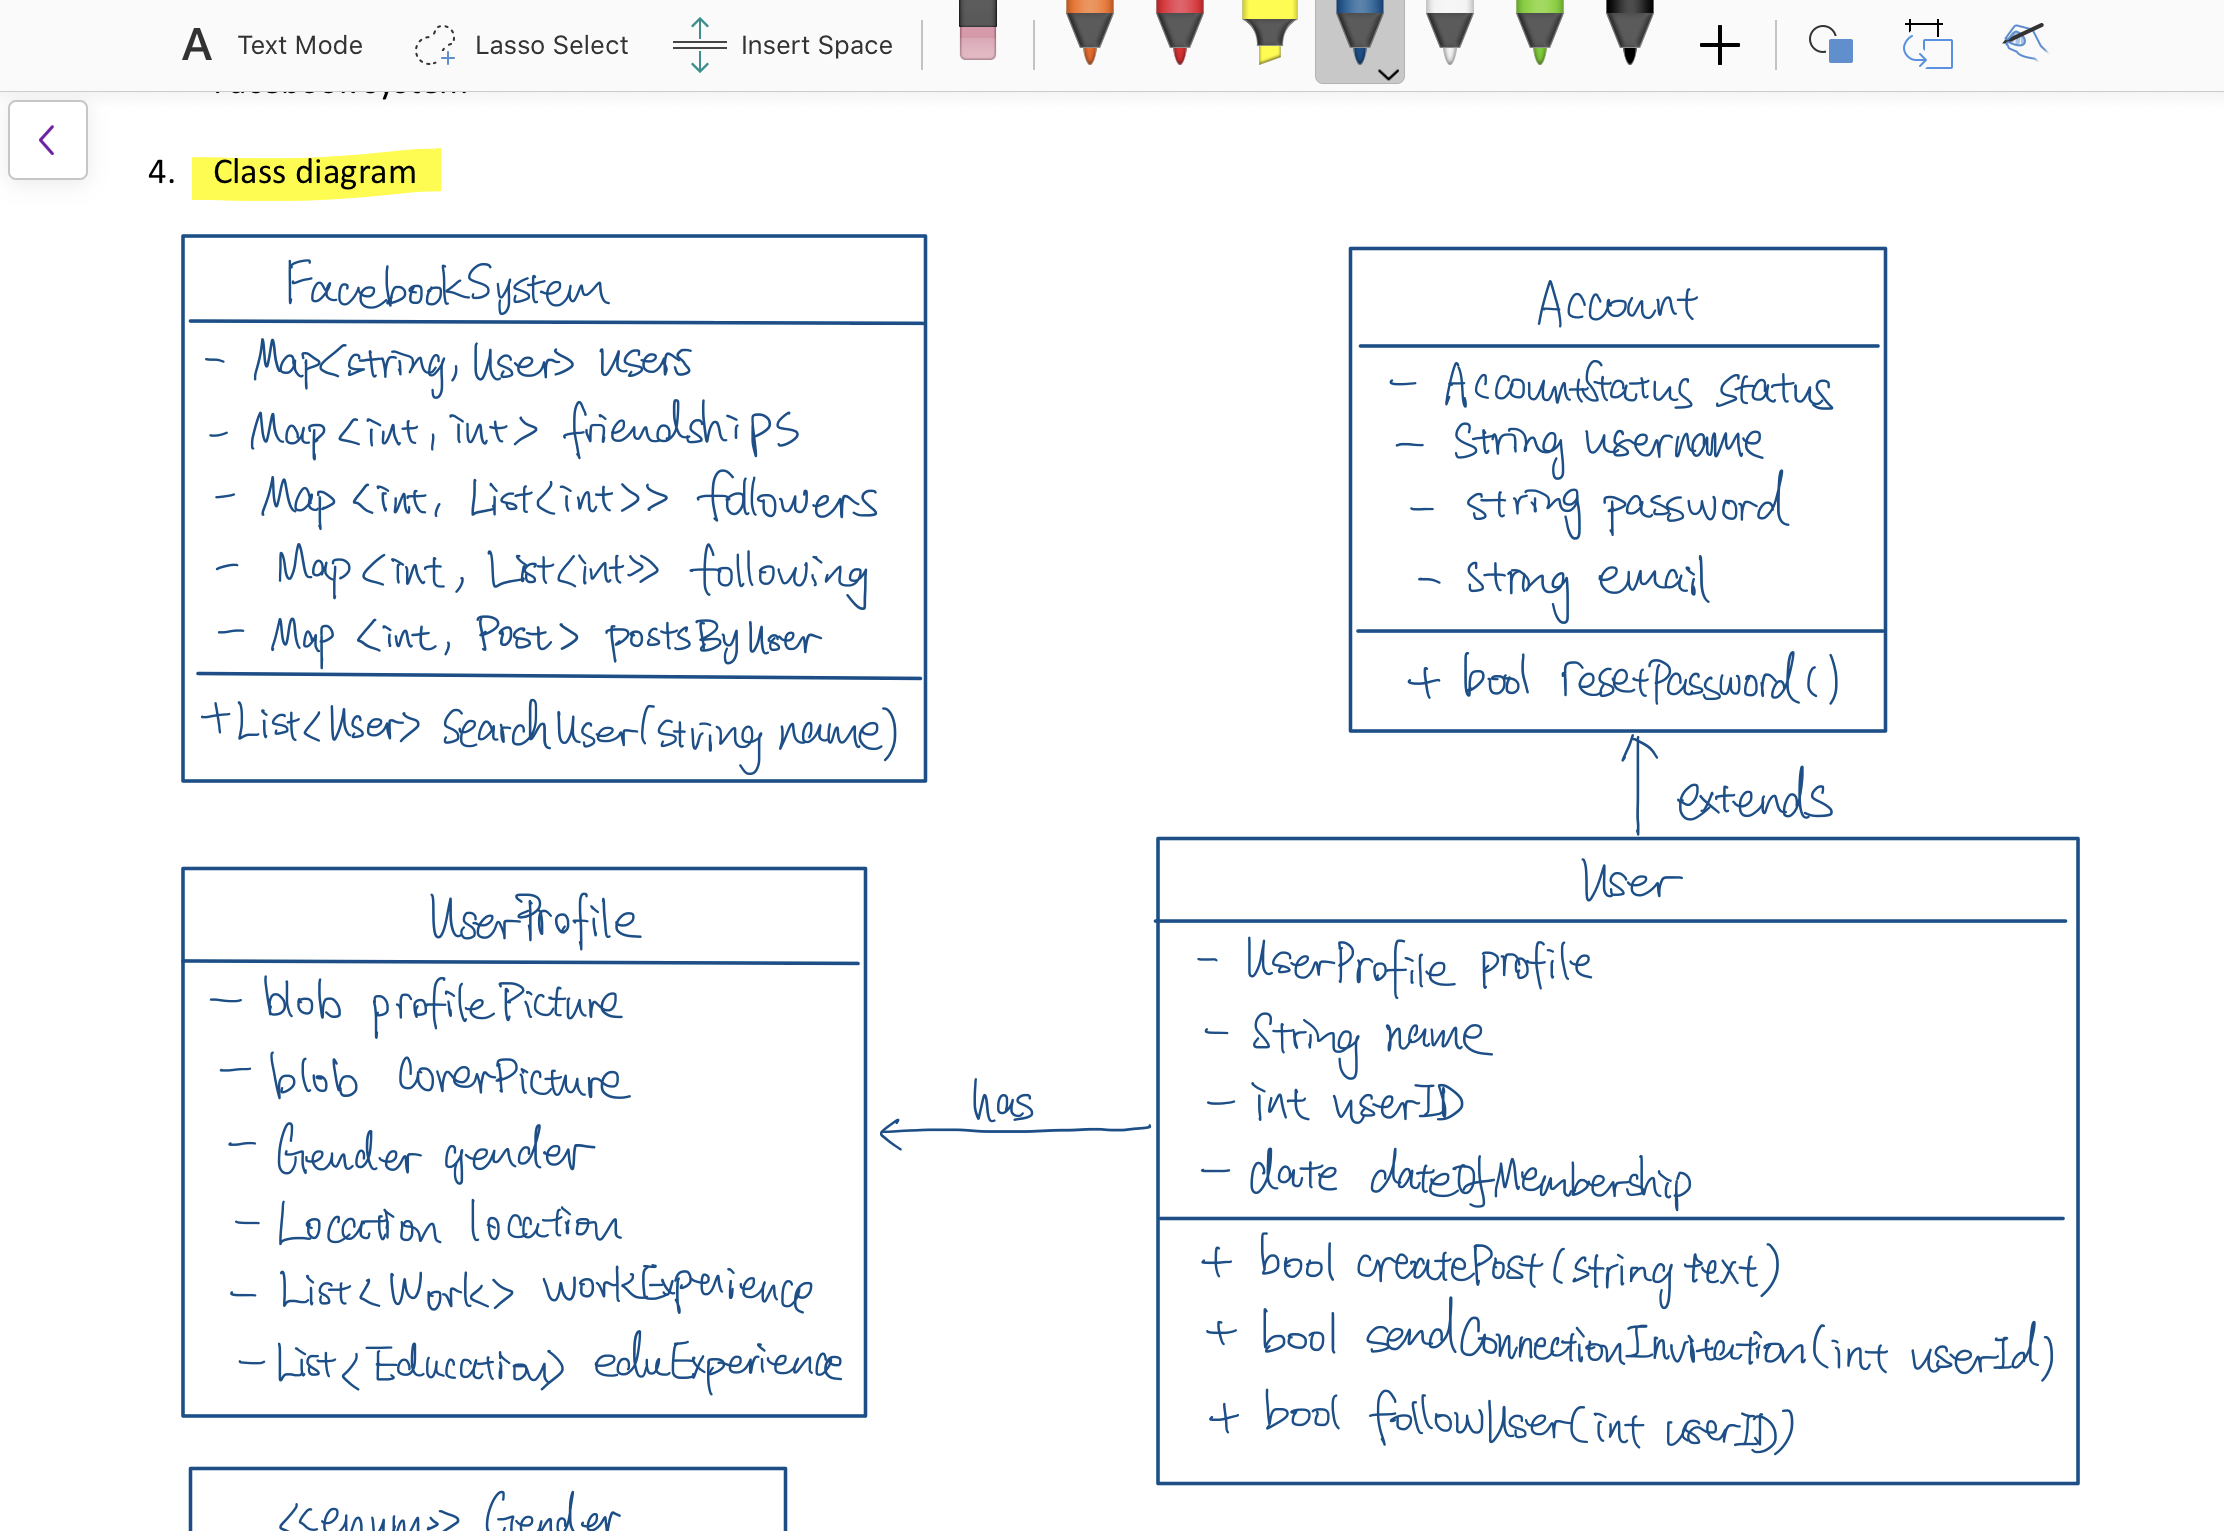 A Text Mode Lasso Select Insert Space
4. Class diagram
FacebookSystem
- Map<string, User> users
- Map<int, int> friendships
- Map<int, List<int>> followers
- Map<int, List<int>> following
- Map<int, Post> postsByUser
+ List<User> searchUser(string name)
Account
- AccountStatus status
- String username
- string password
- string email
+ bool resetPassword()
extends
User
- UserProfile profile
- String name
- int userID
- date dateOfMembership
+ bool createPost(string text)
+ bool sendConnectionInvitation(int userId)
+ bool followUser(int userID)
has
UserProfile
- blob profilePicture
- blob coverPicture
- Gender gender
- Location location
- List<Work> workExperience
- List<Education> eduExperience
<<enum>> Gender